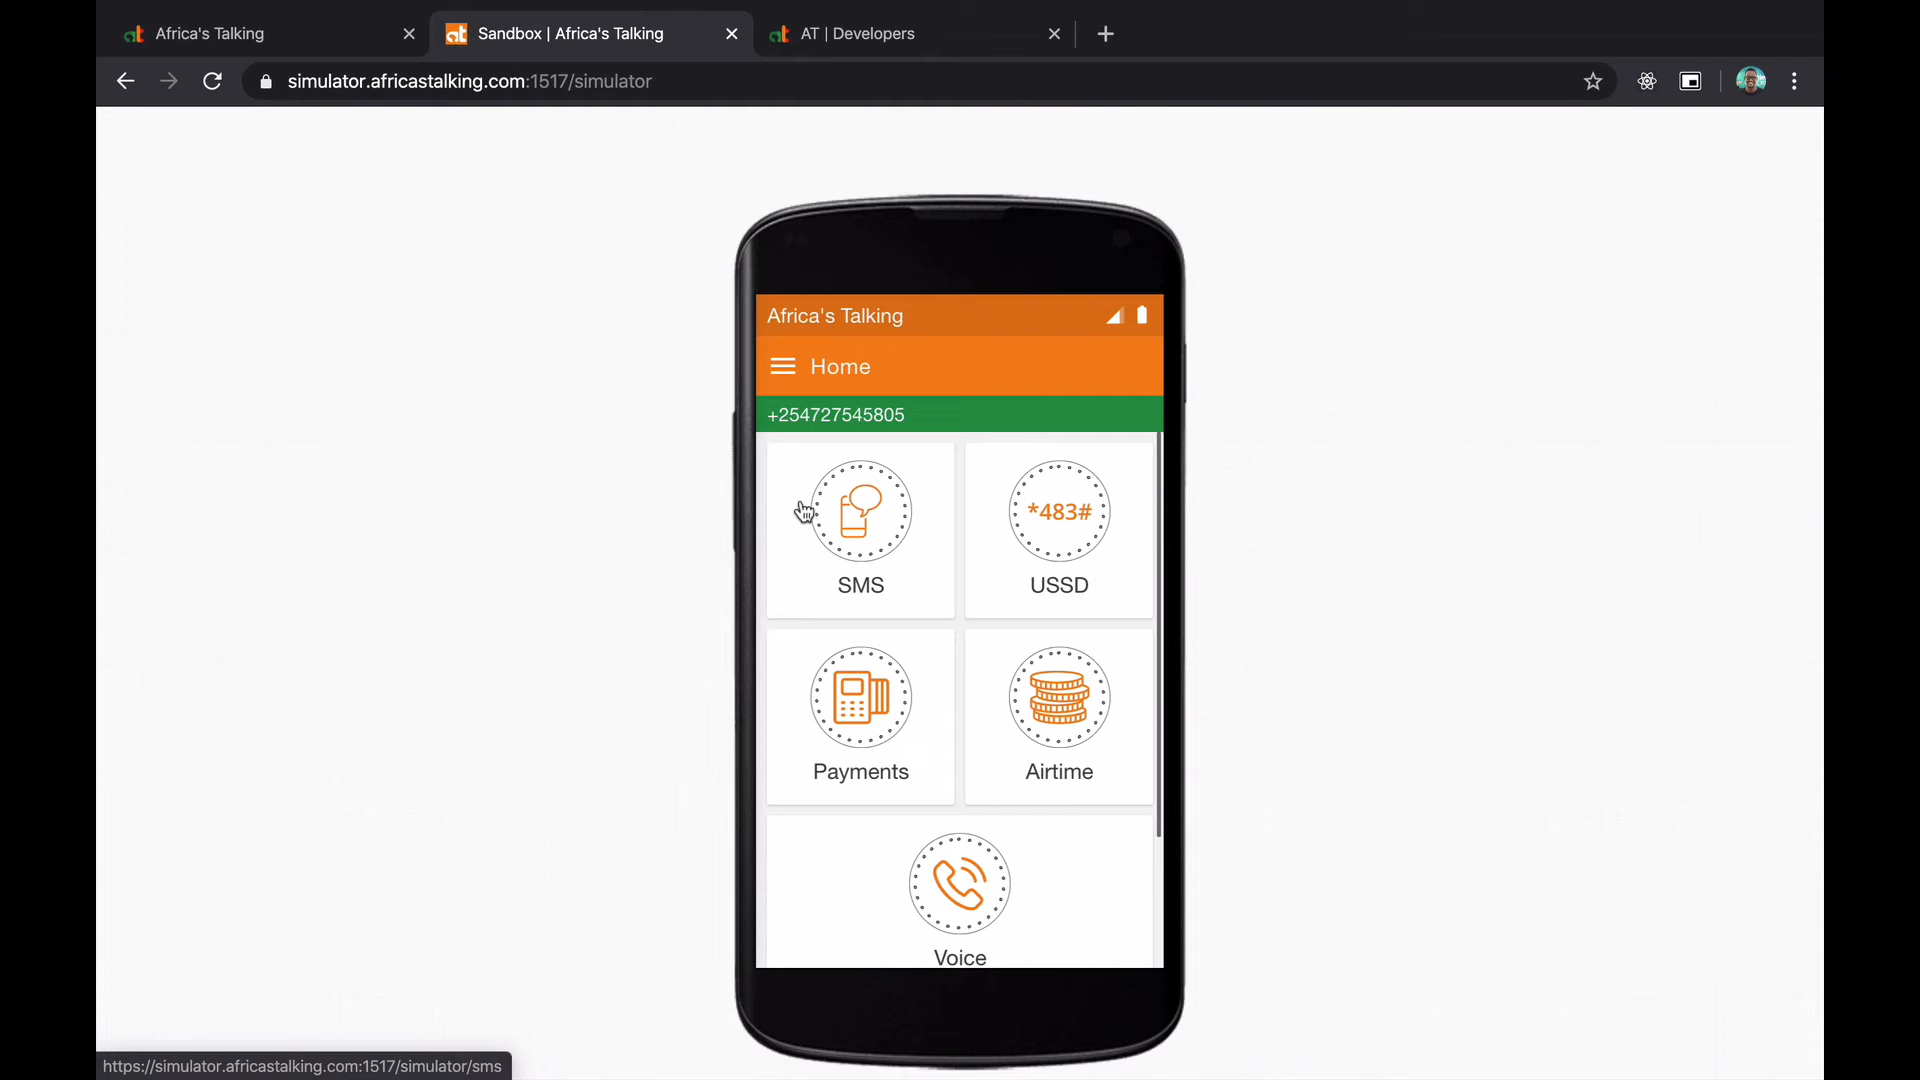 Africa's Talking
Sandbox | Africa's Talking
AT | Developers
simulator.africastalking.com:1517/simulator
Africa's Talking
Home
+254727545805
SMS
*483#
USSD
Payments
Airtime
Voice
https://simulator.africastalking.com:1517/simulator/sms